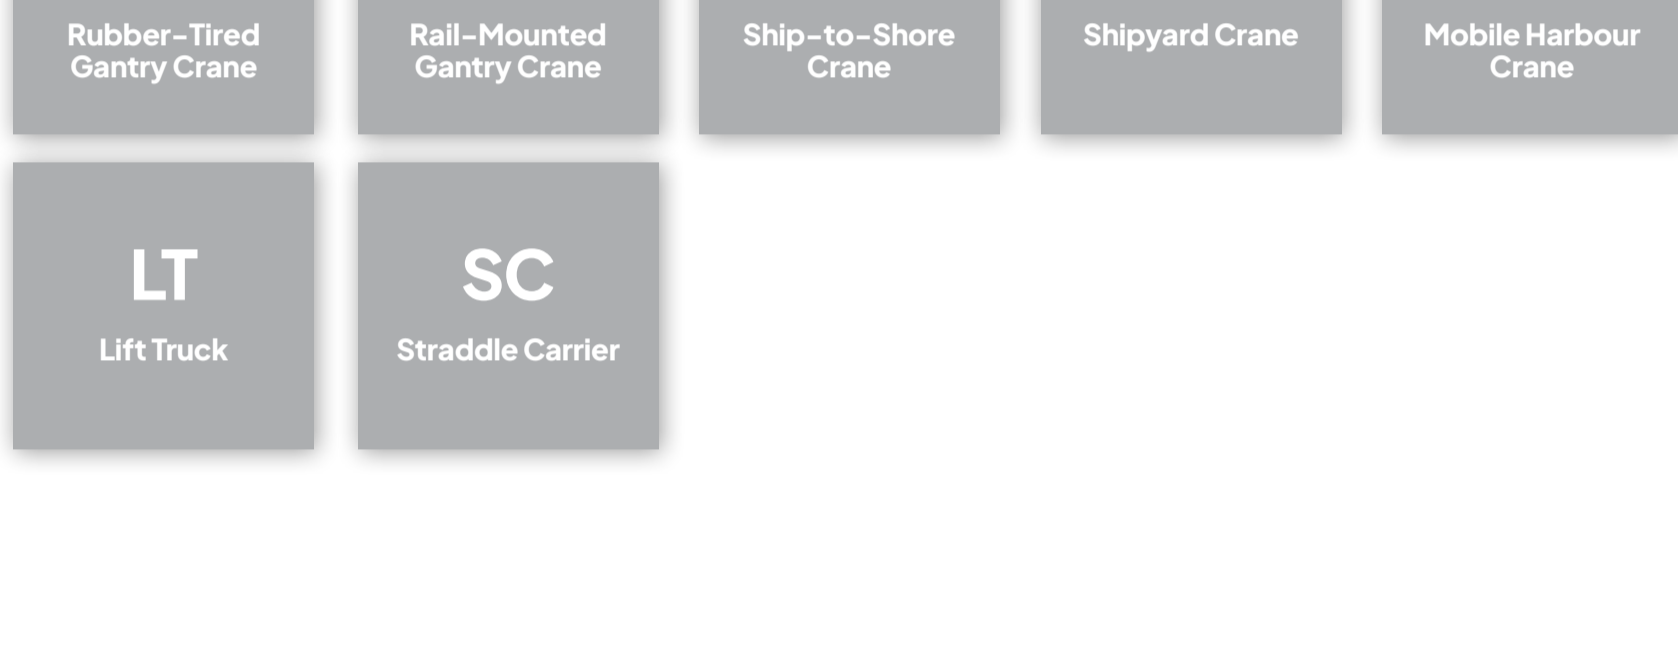 Rubber-Tired
Gantry Crane
Rail-Mounted
Gantry Crane
Ship-to-Shore
Crane
Shipyard Crane
Mobile Harbour
Crane
LT
Lift Truck
SC
Straddle Carrier